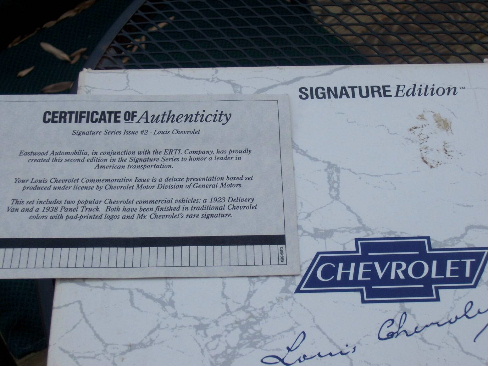 SIGNATURE Edition
CERTIFICATE OF Authenticity
Signature Series Issue #2 - Louis Chevrolet
Eastwood Automobilia, in conjunction with the ERTL Company, has proudly
created this second edition in the Signature Series to honor a leader in
American transportation.
Your Louis Chevrolet Commemorative Issue is a deluxe presentation boxed set
produced under license by Chevrolet Motor Division of General Motors
This set includes two popular Chevrolet commercial vehicles: a 1923 Delivery
Van and a 1938 Panel Truck. Both have been finished in traditional Chevrolet
colors with pad-printed logos and Mr. Chevrolet's rare signature.
CHEVROLET
Louis Chevrolet